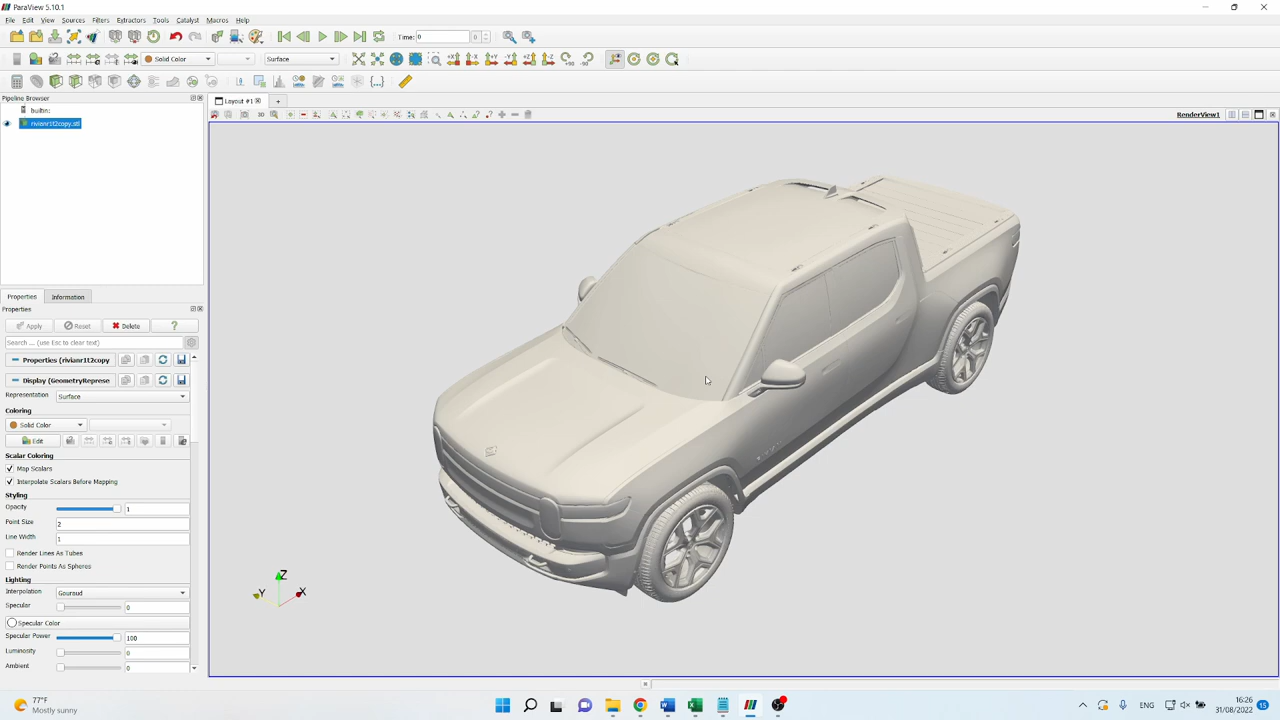 ParaView 5.10.1
File Edit View Sources Filters Extractors Tools Catalyst Macros Help
Time: 0 0
Solid Color Surface
Pipeline Browser
Layout #1 +
builtin:
3D
RenderView1
rivianr1t2copy.stl
Properties Information
Properties
Apply Reset Delete ?
Search ... (use Esc to clear text)
Properties (rivianr1t2copy
Display (GeometryReprese
Representation Surface
Coloring
Solid Color
Edit
Scalar Coloring
Map Scalars
Interpolate Scalars Before Mapping
Styling
Opacity 1
Point Size 2
Line Width 1
Render Lines As Tubes
Render Points As Spheres
Lighting
Interpolation Gouraud
Specular 0
Specular Color
Specular Power 100
Luminosity 0
Ambient 0
Z
Y X
77°F
Mostly sunny
ENG
16:26
31/08/2022
15